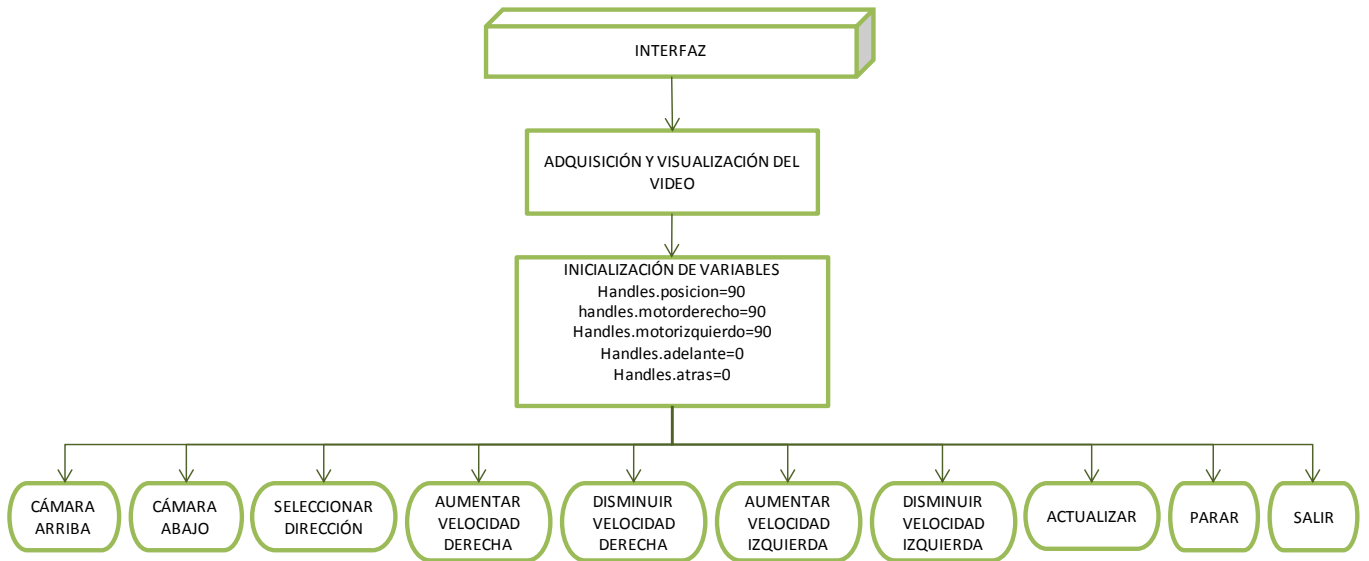 INTERFAZ
ADQUISICIÓN Y VISUALIZACIÓN DEL
VIDEO
INICIALIZACIÓN DE VARIABLES
Handles.posicion=90
handles.motorderecho=90
Handles.motorizquierdo=90
Handles.adelante=0
Handles.atras=0
CÁMARA
ARRIBA
CÁMARA
ABAJO
SELECCIONAR
DIRECCIÓN
AUMENTAR
VELOCIDAD
DERECHA
DISMINUIR
VELOCIDAD
DERECHA
AUMENTAR
VELOCIDAD
IZQUIERDA
DISMINUIR
VELOCIDAD
IZQUIERDA
ACTUALIZAR
PARAR
SALIR